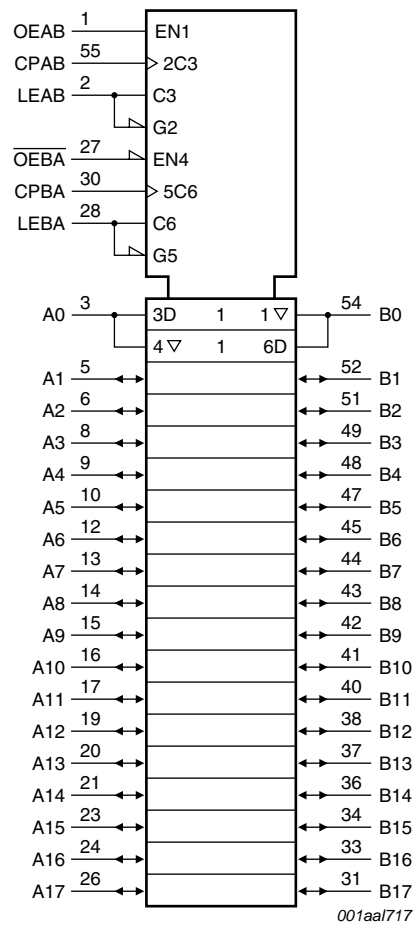 OEAB 1 EN1
CPAB 55 2C3
LEAB 2 C3
G2
OEBA 27 EN4
CPBA 30 5C6
LEBA 28 C6
G5
A0 3 3D 1 1 ▽ 54 B0
4 ▽ 1 6D
A1 5 52 B1
A2 6 51 B2
A3 8 49 B3
A4 9 48 B4
A5 10 47 B5
A6 12 45 B6
A7 13 44 B7
A8 14 43 B8
A9 15 42 B9
A10 16 41 B10
A11 17 40 B11
A12 19 38 B12
A13 20 37 B13
A14 21 36 B14
A15 23 34 B15
A16 24 33 B16
A17 26 31 B17
001aal717